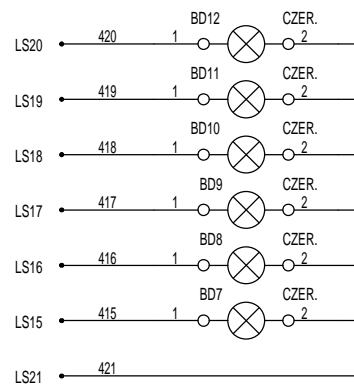 BD12 CZER.
LS20 420 1 2
BD11 CZER.
LS19 419 1 2
BD10 CZER.
LS18 418 1 2
BD9 CZER.
LS17 417 1 2
BD8 CZER.
LS16 416 1 2
BD7 CZER.
LS15 415 1 2
LS21 421